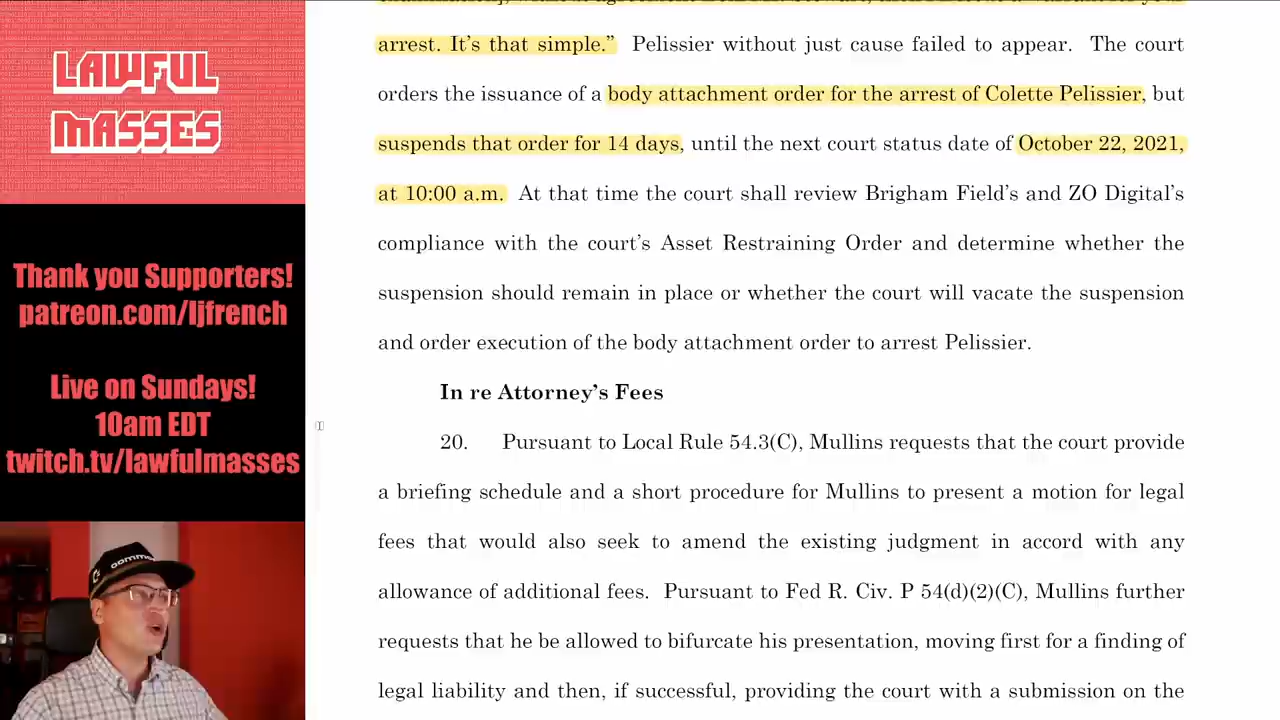 LAWFUL
MASSES
Thank you Supporters!
patreon.com/ljfrench
Live on Sundays!
10am EDT
twitch.tv/lawfulmasses
arrest. It’s that simple.” Pelissier without just cause failed to appear. The court
orders the issuance of a body attachment order for the arrest of Colette Pelissier, but
suspends that order for 14 days, until the next court status date of October 22, 2021,
at 10:00 a.m. At that time the court shall review Brigham Field’s and ZO Digital’s
compliance with the court’s Asset Restraining Order and determine whether the
suspension should remain in place or whether the court will vacate the suspension
and order execution of the body attachment order to arrest Pelissier.
In re Attorney’s Fees
20. Pursuant to Local Rule 54.3(C), Mullins requests that the court provide
a briefing schedule and a short procedure for Mullins to present a motion for legal
fees that would also seek to amend the existing judgment in accord with any
allowance of additional fees. Pursuant to Fed R. Civ. P 54(d)(2)(C), Mullins further
requests that he be allowed to bifurcate his presentation, moving first for a finding of
legal liability and then, if successful, providing the court with a submission on the